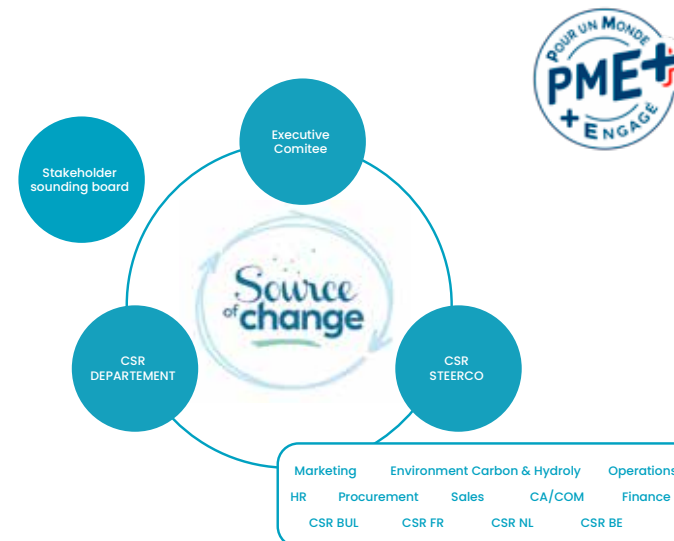 POUR UN MONDE
PME+
+ ENGAGÉ
Executive
Comitee
Stakeholder
sounding board
Source
of change
CSR
DEPARTEMENT
CSR
STEERCO
Marketing Environment Carbon & Hydroly Operations
HR Procurement Sales CA/COM Finance
CSR BUL CSR FR CSR NL CSR BE